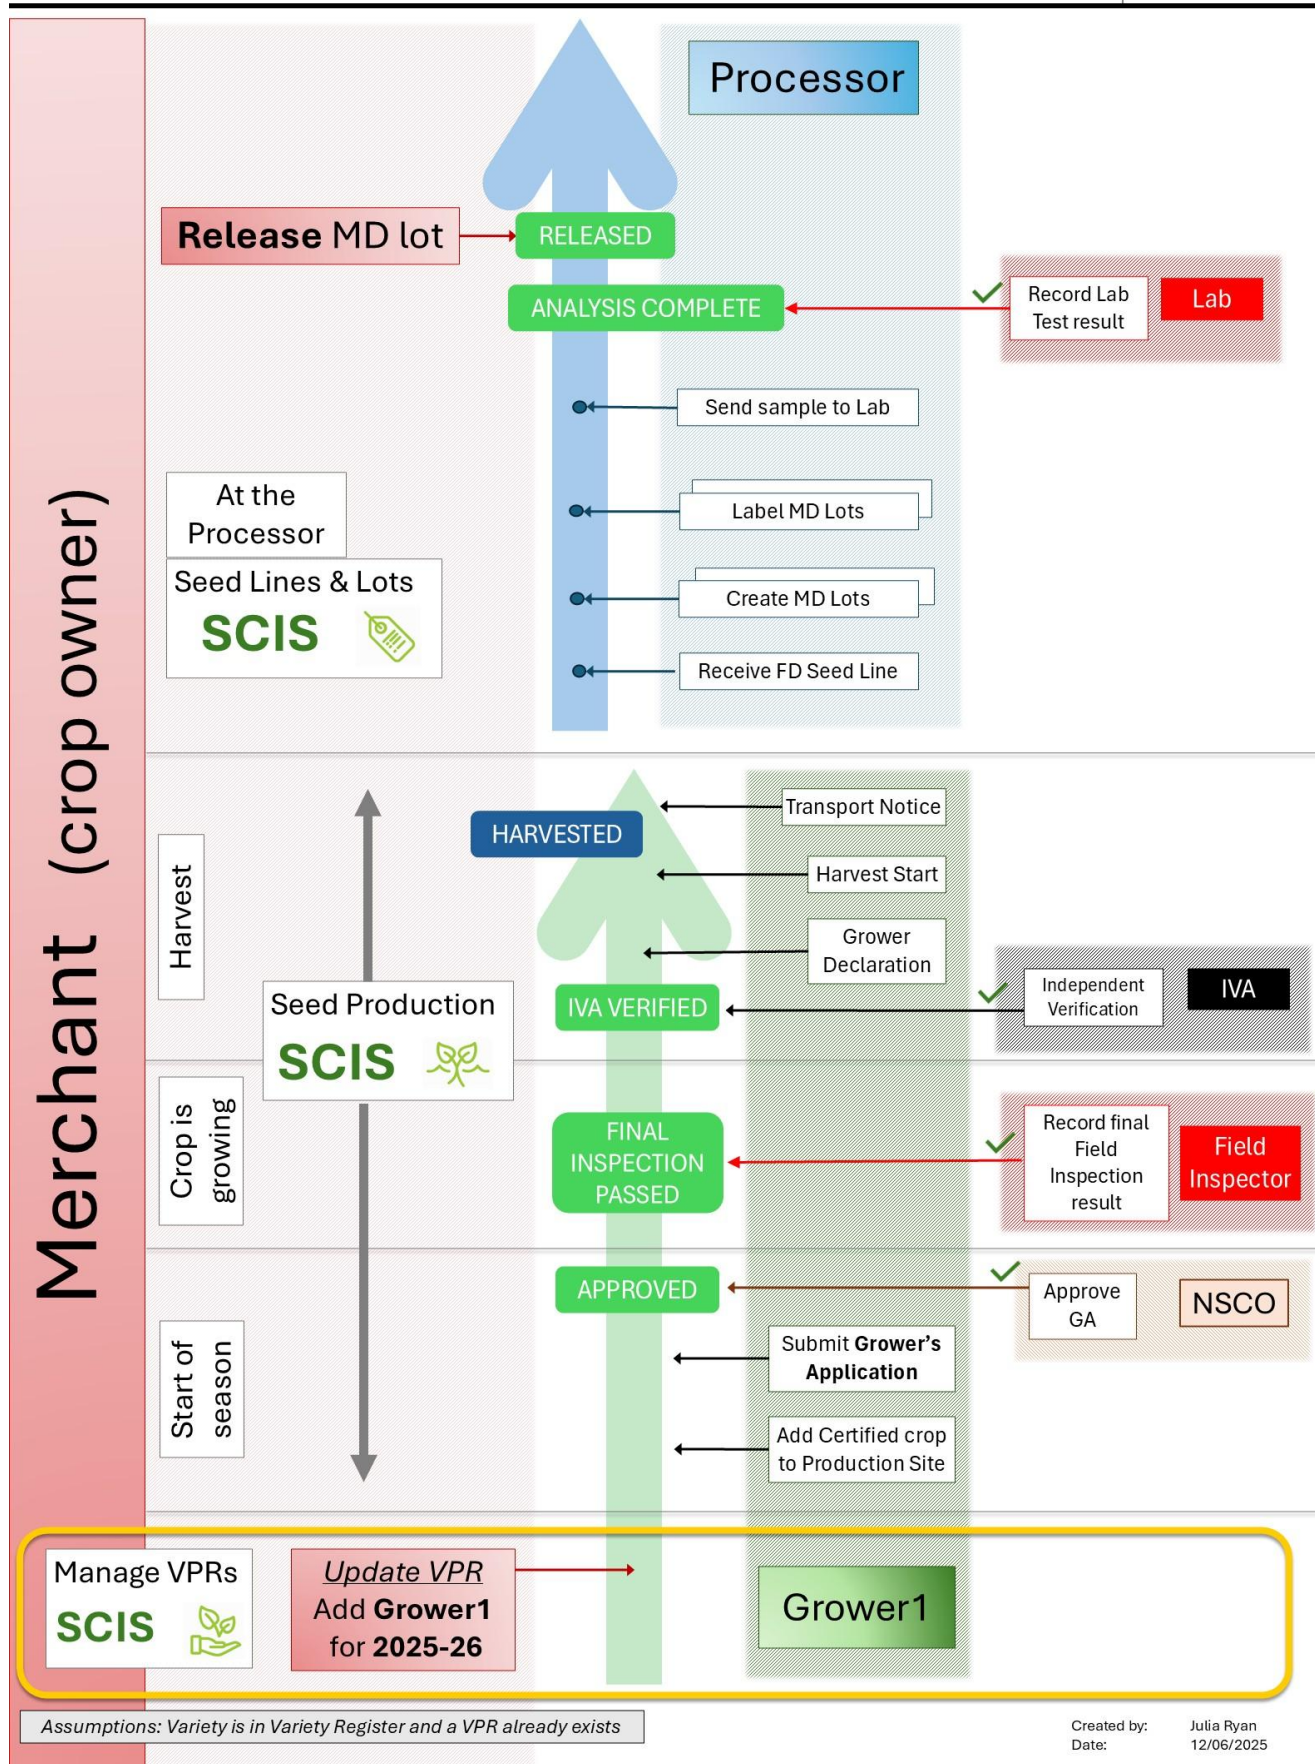 Processor
Release MD lot
RELEASED
ANALYSIS COMPLETE
Record Lab
Test result
Lab
Send sample to Lab
At the
Processor
Label MD Lots
Seed Lines & Lots
SCIS
Create MD Lots
Receive FD Seed Line
Merchant (crop owner)
Transport Notice
HARVESTED
Harvest
Harvest Start
Grower
Declaration
Seed Production
SCIS
IVA VERIFIED
Independent
Verification
IVA
Crop is
growing
FINAL
INSPECTION
PASSED
Record final
Field
Inspection
result
Field
Inspector
APPROVED
Approve
GA
NSCO
Start of
season
Submit Grower's
Application
Add Certified crop
to Production Site
Manage VPRs
SCIS
Update VPR
Add Grower1
for 2025-26
Grower1
Assumptions: Variety is in Variety Register and a VPR already exists
Created by: Julia Ryan
Date: 12/06/2025